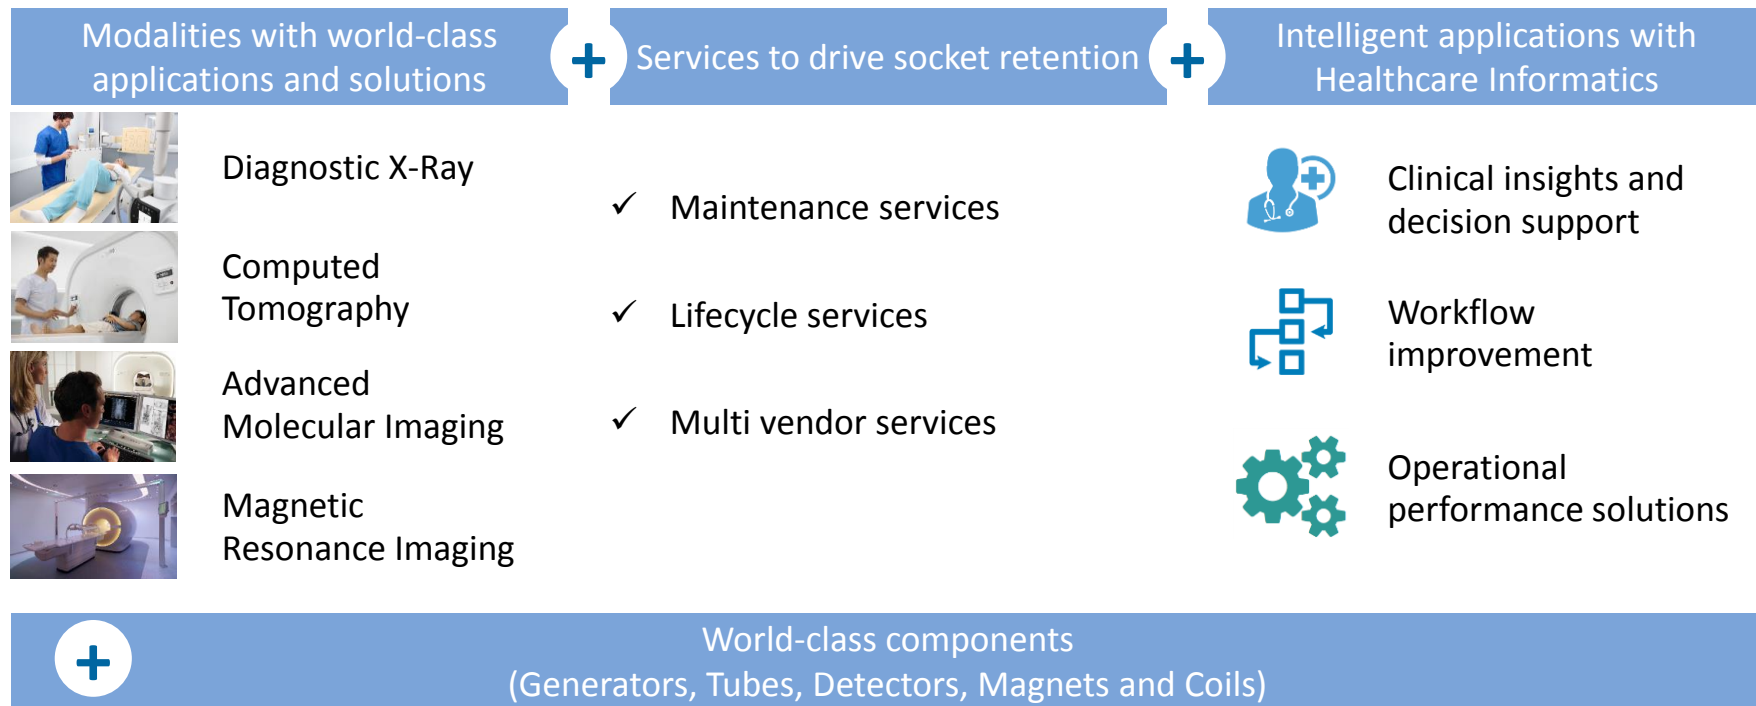 Modalities with world-class
applications and solutions
+
Services to drive socket retention
+
Intelligent applications with
Healthcare Informatics
Diagnostic X-Ray
Computed
Tomography
Advanced
Molecular Imaging
Magnetic
Resonance Imaging
✓ Maintenance services
✓ Lifecycle services
✓ Multi vendor services
Clinical insights and
decision support
Workflow
improvement
Operational
performance solutions
+
World-class components
(Generators, Tubes, Detectors, Magnets and Coils)